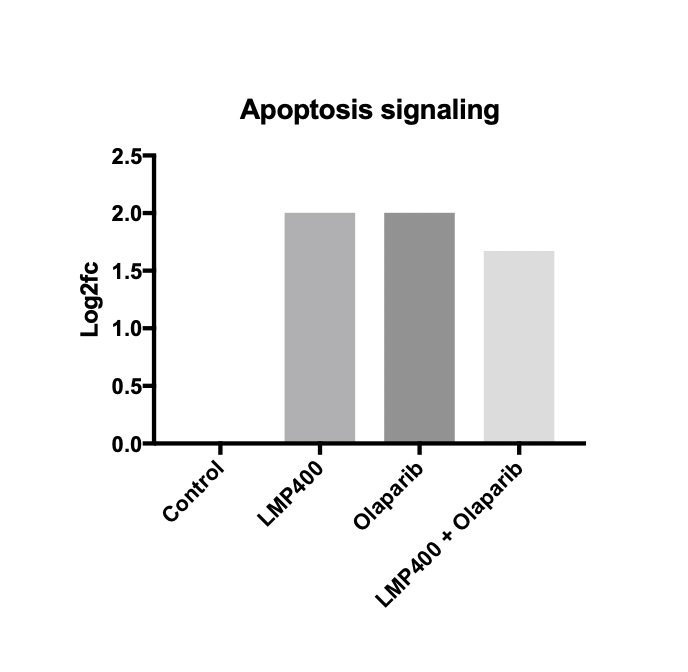 Apoptosis signaling
Log2fc
2.5
2.0
1.5
1.0
0.5
0.0
Control
LMP400
Olaparib
LMP400 + Olaparib